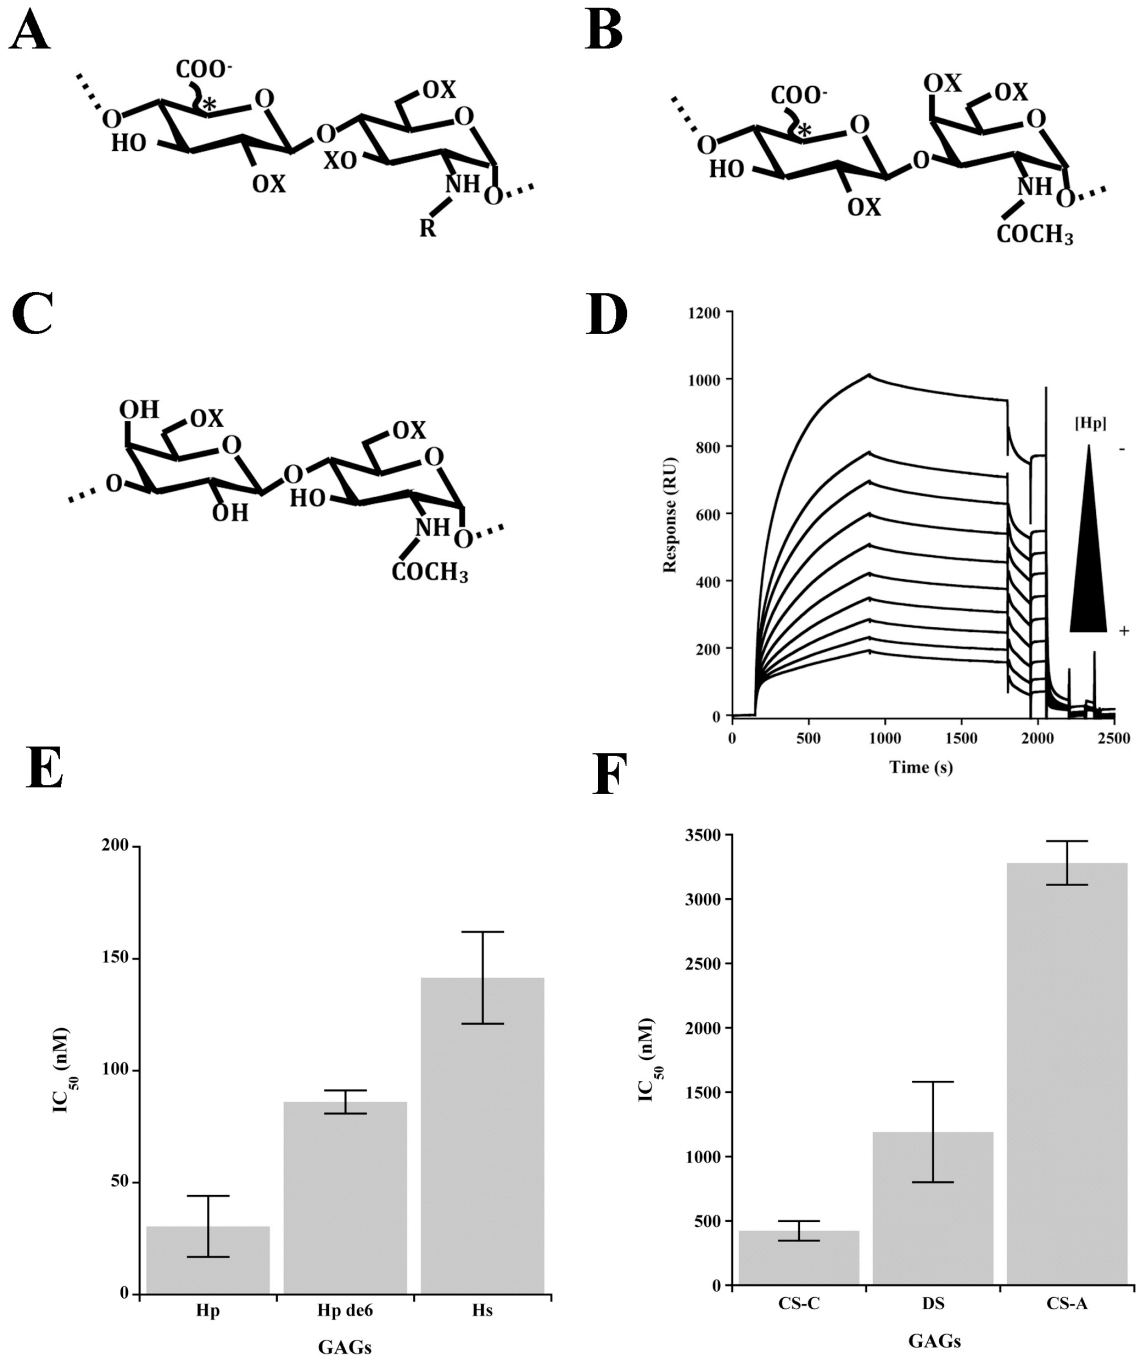 A
COO-
*
O
OX
O
O
O
HO
XO
OX
NH
O
R
B
COO-
*
O
OX
OX
O
O
O
HO
OX
NH
O
COCH3
C
OH
OX
O
OX
O
O
O
HO
OH
NH
O
COCH3
D
1200
1000
800
600
400
200
0
Response (RU)
0 500 1000 1500 2000 2500
Time (s)
[Hp]
-
+
E
200
150
100
50
0
IC50 (nM)
Hp Hp de6 Hs
GAGs
F
3500
3000
2500
2000
1500
1000
500
0
IC50 (nM)
CS-C DS CS-A
GAGs